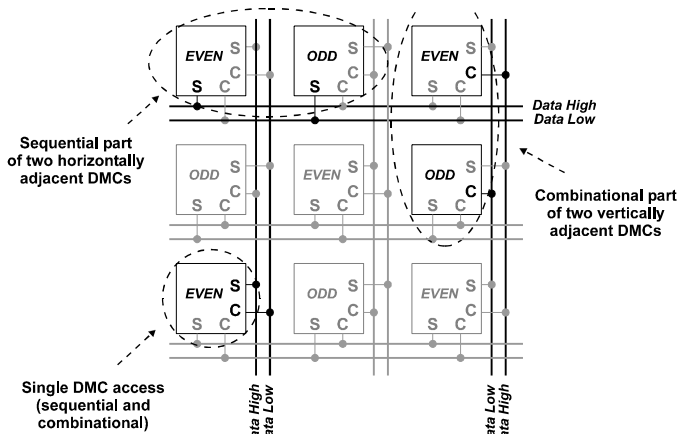 EVEN S ODD S EVEN S
C C C
S C S C S C
Data High
Data Low
Sequential part
of two horizontally
adjacent DMCs
ODD S EVEN S ODD S
C C C
S C S C S C
Combinational part
of two vertically
adjacent DMCs
EVEN S ODD S EVEN S
C C C
S C S C S C
Single DMC access
(sequential and
combinational)
ata High
ata Low
ata Low
ata High